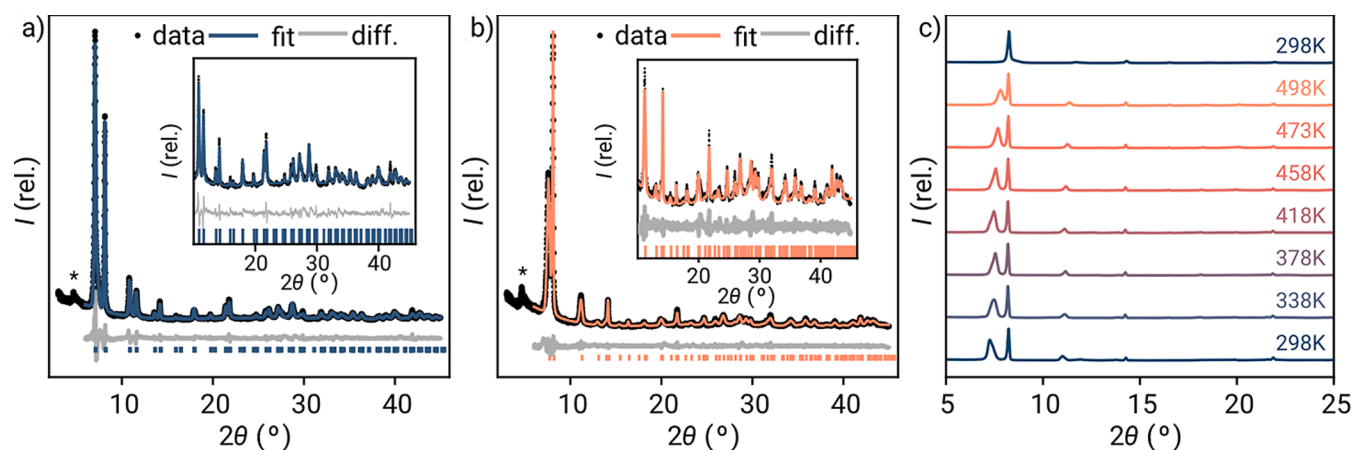 a)
• data fit diff.
I (rel.)
20 30 40
2θ (º)
*
I (rel.)
10 20 30 40
2θ (º)
b)
• data fit diff.
I (rel.)
20 30 40
2θ (º)
*
I (rel.)
10 20 30 40
2θ (º)
c)
298K
498K
473K
458K
418K
378K
338K
298K
I (rel.)
5 10 15 20 25
2θ (º)